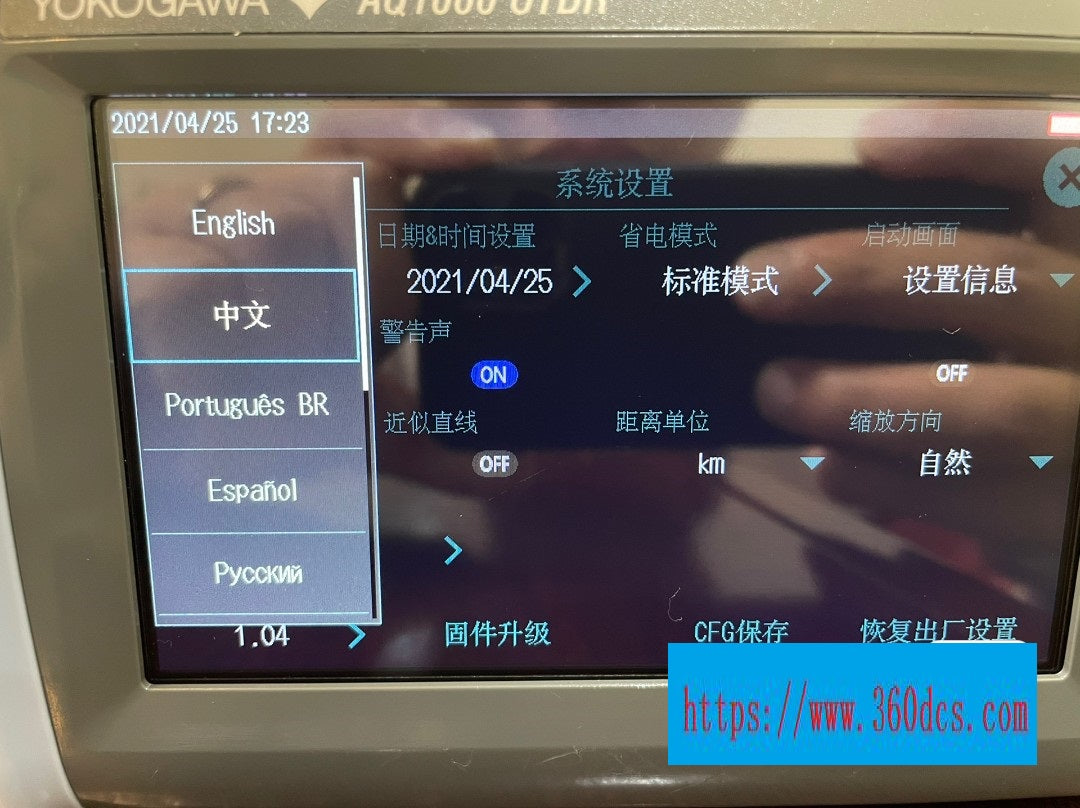 YOKOGAWA AQ1000 OTDR
2021/04/25 17:23
系统设置
English
中文
Português BR
Español
Русский
日期&时间设置 省电模式 启动画面
2021/04/25 标准模式 设置信息
警告声
ON OFF
近似直线 距离单位 缩放方向
OFF km 自然
1.04 固件升级 CFG保存 恢复出厂设置
https://www.360dcs.com